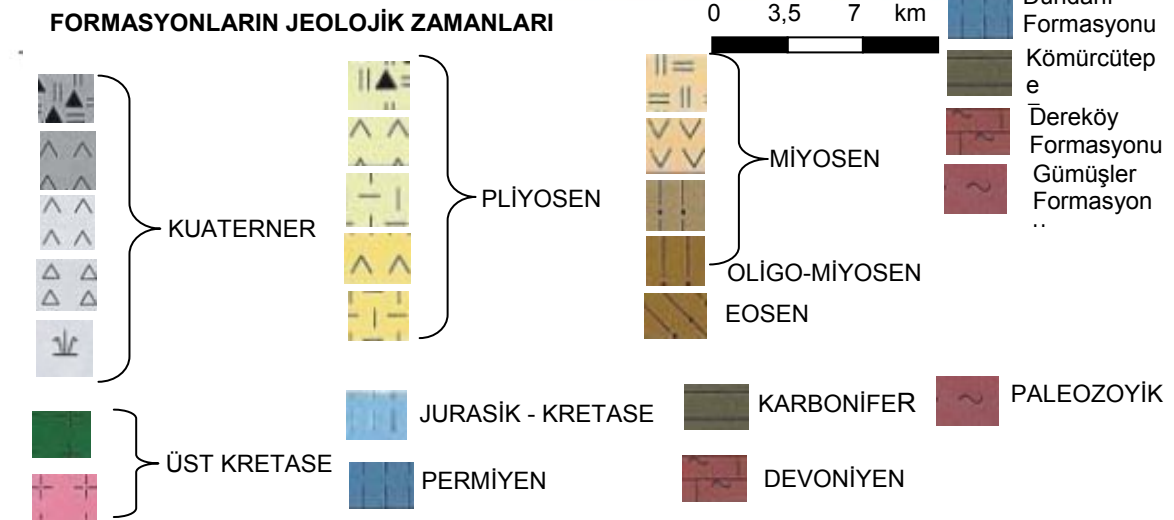 FORMASYONLARIN JEOLOJİK ZAMANLARI
0 3,5 7 km
Formasyonu
Kömürcütep
e
Dereköy
Formasyonu
Gümüşler
Formasyon
KUATERNER
PLİYOSEN
MİYOSEN
OLİGO-MİYOSEN
EOSEN
ÜST KRETASE
JURASİK - KRETASE
PERMİYEN
KARBONİFER
DEVONİYEN
PALEOZOYİK